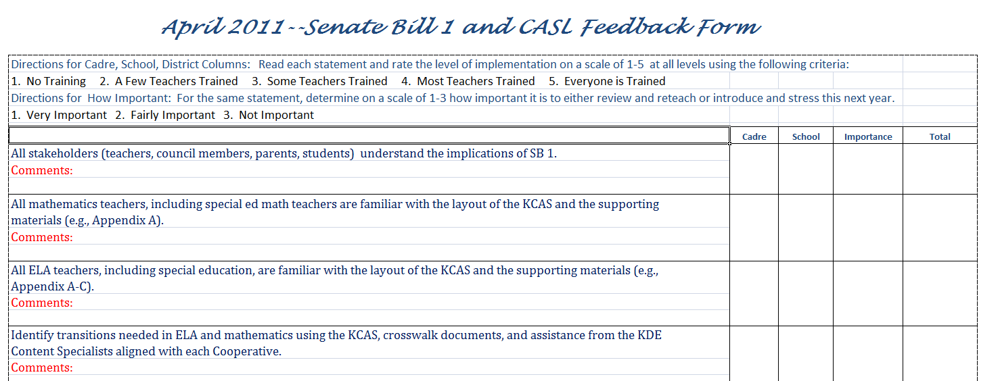 April 2011--Senate Bill 1 and CASL Feedback Form
Directions for Cadre, School, District Columns: Read each statement and rate the level of implementation on a scale of 1-5 at all levels using the following criteria:
1. No Training 2. A Few Teachers Trained 3. Some Teachers Trained 4. Most Teachers Trained 5. Everyone is Trained
Directions for How Important: For the same statement, determine on a scale of 1-3 how important it is to either review and reteach or introduce and stress this next year.
1. Very Important 2. Fairly Important 3. Not Important
Cadre School Importance Total
All stakeholders (teachers, council members, parents, students) understand the implications of SB 1.
Comments:
All mathematics teachers, including special ed math teachers are familiar with the layout of the KCAS and the supporting
materials (e.g., Appendix A).
Comments:
All ELA teachers, including special education, are familiar with the layout of the KCAS and the supporting materials (e.g.,
Appendix A-C).
Comments:
Identify transitions needed in ELA and mathematics using the KCAS, crosswalk documents, and assistance from the KDE
Content Specialists aligned with each Cooperative.
Comments: